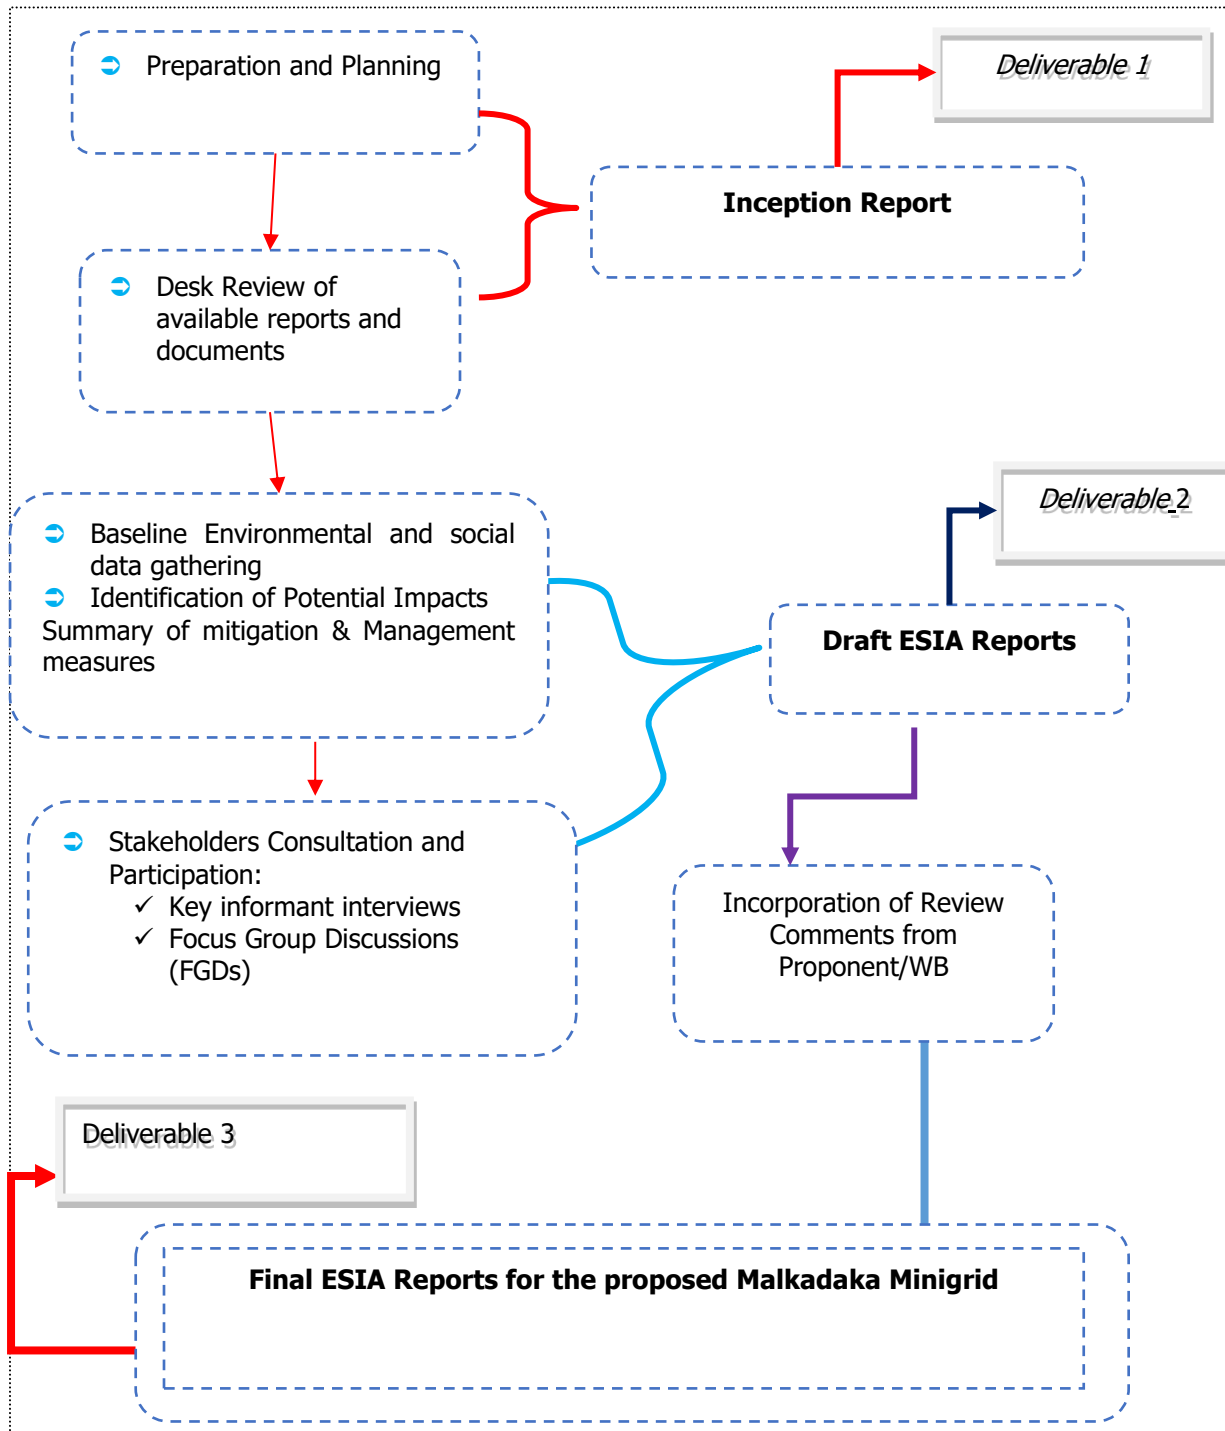 Preparation and Planning
Deliverable 1
Inception Report
Desk Review of
available reports and
documents
Deliverable 2
Baseline Environmental and social
data gathering
Identification of Potential Impacts
Summary of mitigation & Management
measures
Draft ESIA Reports
Stakeholders Consultation and
Participation:
✓ Key informant interviews
✓ Focus Group Discussions
(FGDs)
Incorporation of Review
Comments from
Proponent/WB
Deliverable 3
Final ESIA Reports for the proposed Malkadaka Minigrid